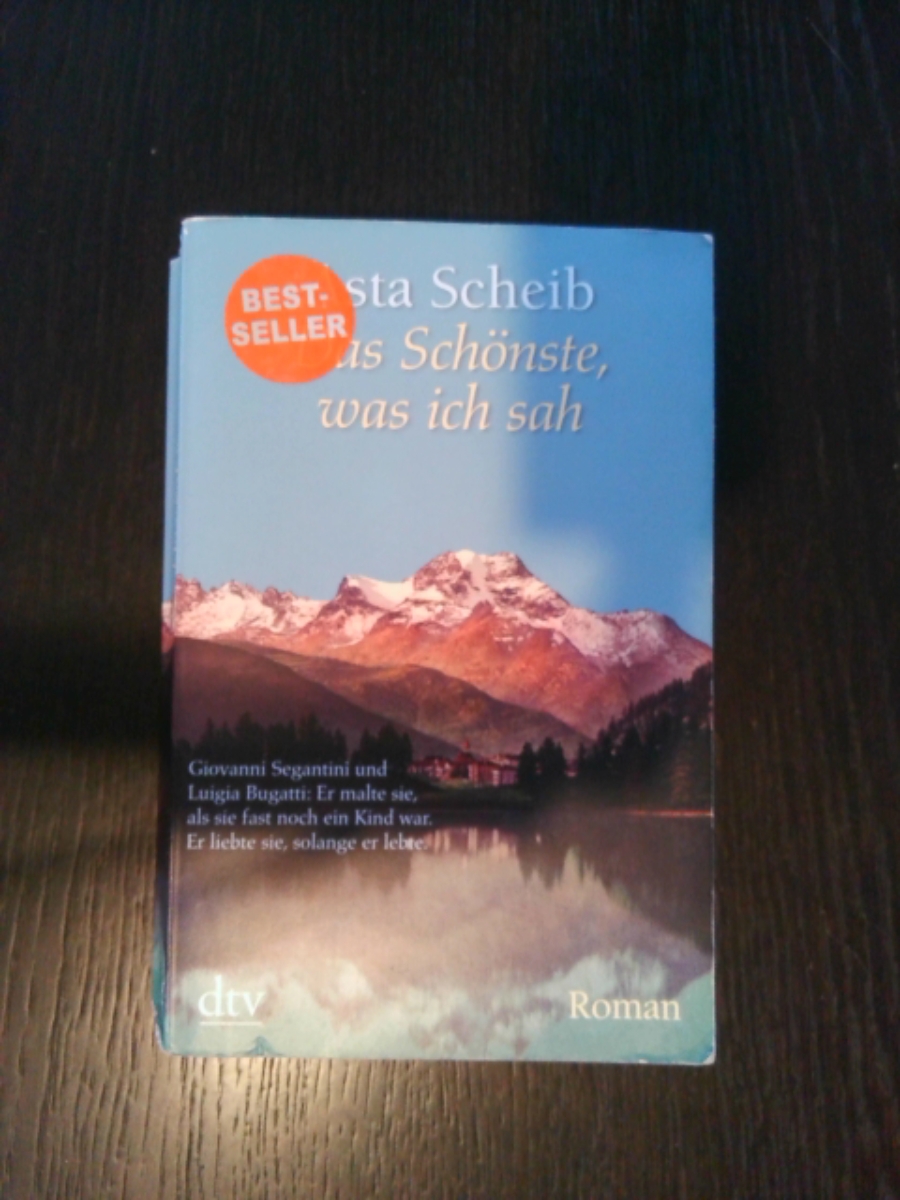 BEST-
SELLER
sta Scheib
as Schönste,
was ich sah
Giovanni Segantini und
Luigia Bugatti: Er malte sie,
als sie fast noch ein Kind war.
Er liebte sie, solange er lebte.
dtv
Roman